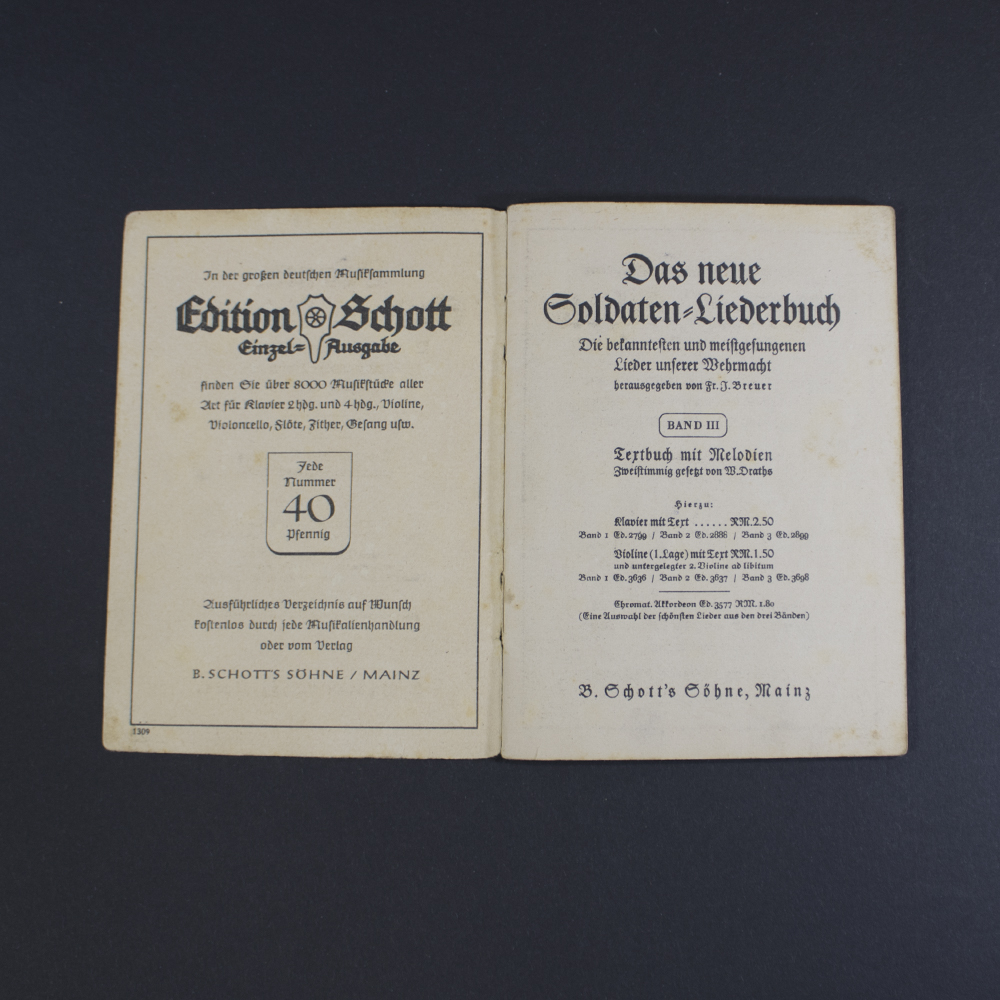 In der großen deutschen Musiksammlung
Edition Schott
Einzel-Ausgabe
finden Sie über 8000 Musikstücke aller
Art für Klavier 2hdg. und 4hdg., Violine,
Violoncello, Flöte, Zither, Gesang usw.
Jede
Nummer
40
Pfennig
Ausführliches Verzeichnis auf Wunsch
kostenlos durch jede Musikalienhandlung
oder vom Verlag
B. SCHOTT'S SÖHNE / MAINZ
1309
Das neue
Soldaten-Liederbuch
Die bekanntesten und meistgesungenen
Lieder unserer Wehrmacht
herausgegeben von Fr. J. Breuer
BAND III
Textbuch mit Melodien
Zweistimmig gesetzt von W. Draths
Hierzu:
Klavier mit Text ...... RM. 2.50
Band 1 Ed. 2799 / Band 2 Ed. 2888 / Band 3 Ed. 2899
Violine (1. Lage) mit Text RM. 1.50
und untergelegter 2. Violine ad libitum
Band 1 Ed. 3636 / Band 2 Ed. 3637 / Band 3 Ed. 3698
Chromat. Akkordeon Ed. 3577 RM. 1.80
(Eine Auswahl der schönsten Lieder aus den drei Bänden)
B. Schott's Söhne, Mainz